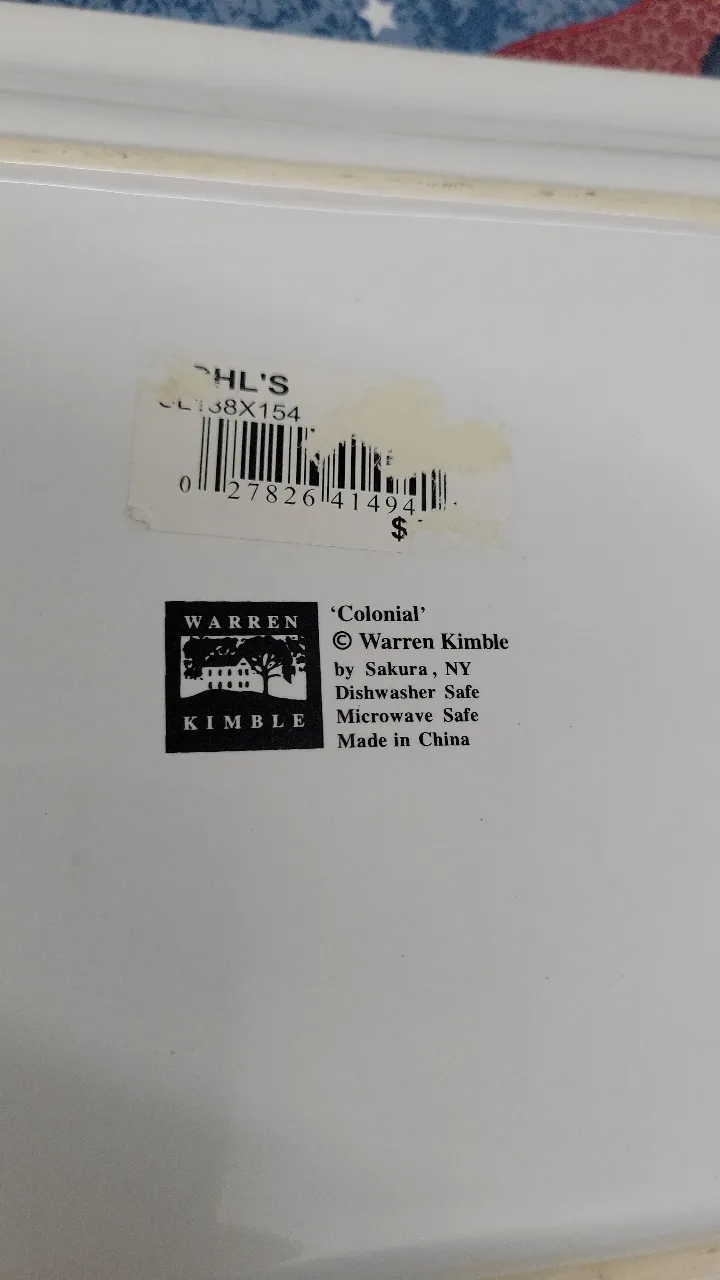 HL'S
38X154
0 27826 41494
$
WARREN
KIMBLE
‘Colonial’
© Warren Kimble
by Sakura, NY
Dishwasher Safe
Microwave Safe
Made in China